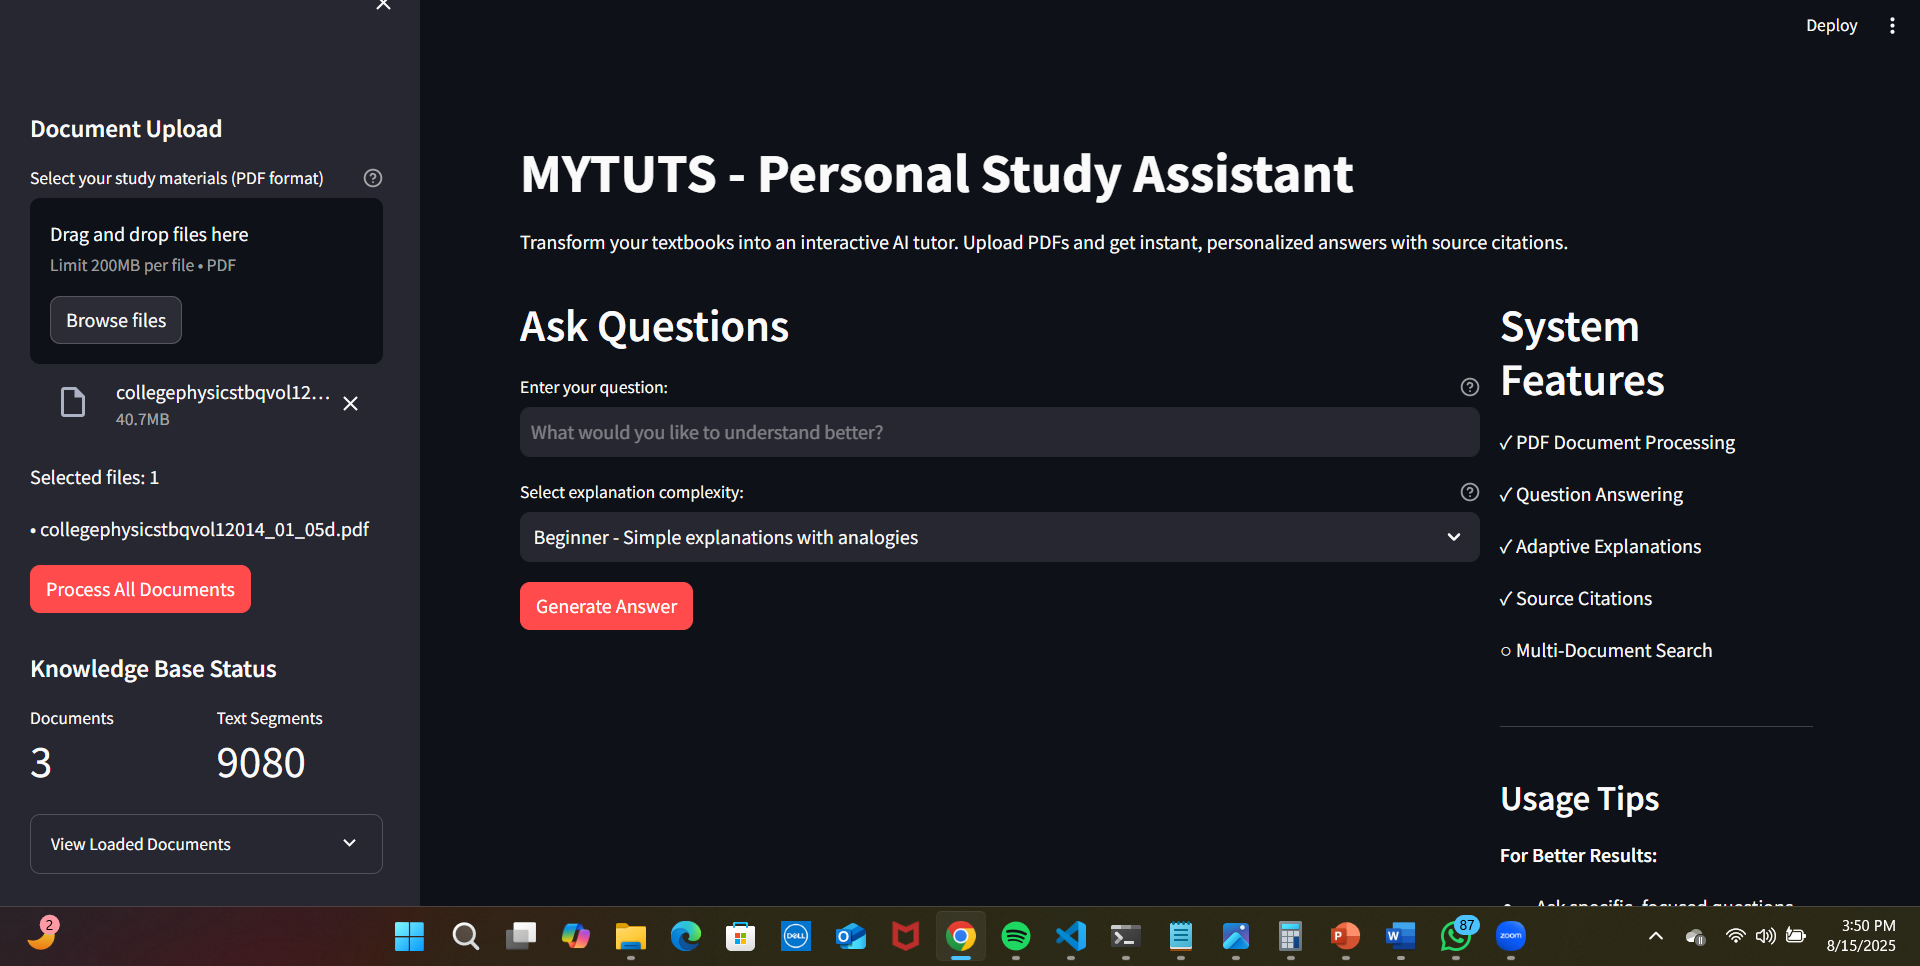 Deploy
Document Upload
Select your study materials (PDF format)
Drag and drop files here
Limit 200MB per file • PDF
Browse files
collegephysicstbqvol12...
40.7MB
Selected files: 1
• collegephysicstbqvol12014_01_05d.pdf
Process All Documents
Knowledge Base Status
Documents
Text Segments
3
9080
View Loaded Documents
MYTUTS - Personal Study Assistant
Transform your textbooks into an interactive AI tutor. Upload PDFs and get instant, personalized answers with source citations.
Ask Questions
Enter your question:
What would you like to understand better?
Select explanation complexity:
Beginner - Simple explanations with analogies
Generate Answer
System
Features
✓ PDF Document Processing
✓ Question Answering
✓ Adaptive Explanations
✓ Source Citations
○ Multi-Document Search
Usage Tips
For Better Results:
• Ask specific, focused questions
2
DELL
87
zoom
3:50 PM
8/15/2025